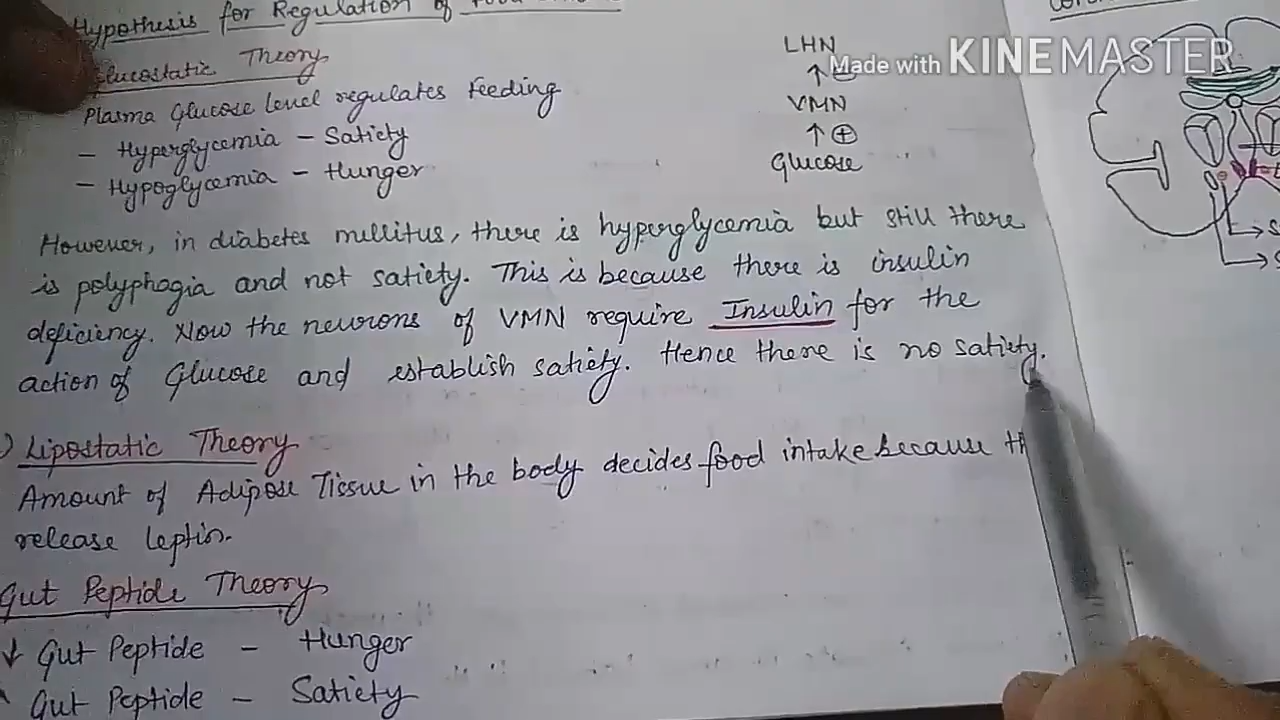 Hypothesis for Regulation of
Glucostatic Theory
Plasma Glucose level regulates Feeding
- Hyperglycemia - Satiety
- Hypoglycemia - Hunger
LHN
↑ ⊖
VMN
↑ ⊕
Glucose
Made with KINEMASTER
However, in diabetes mellitus, there is hyperglycemia but still there
is polyphagia and not satiety. This is because there is insulin
deficiency. Now the neurons of VMN require Insulin for the
action of Glucose and establish satiety. Hence there is no satiety.
) Lipostatic Theory
Amount of Adipose Tissue in the body decides food intake because th
release leptin.
Gut Peptide Theory
↓ Gut Peptide - Hunger
Gut Peptide - Satiety